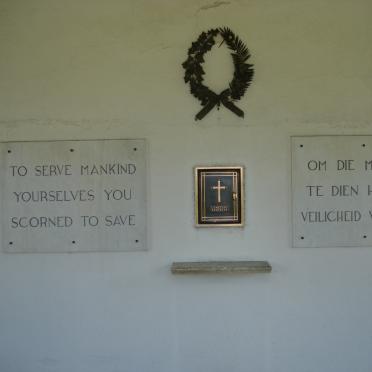 TO SERVE MANKIND
YOURSELVES YOU
SCORNED TO SAVE
OM DIE M
TE DIEN H
VEILIGHEID V